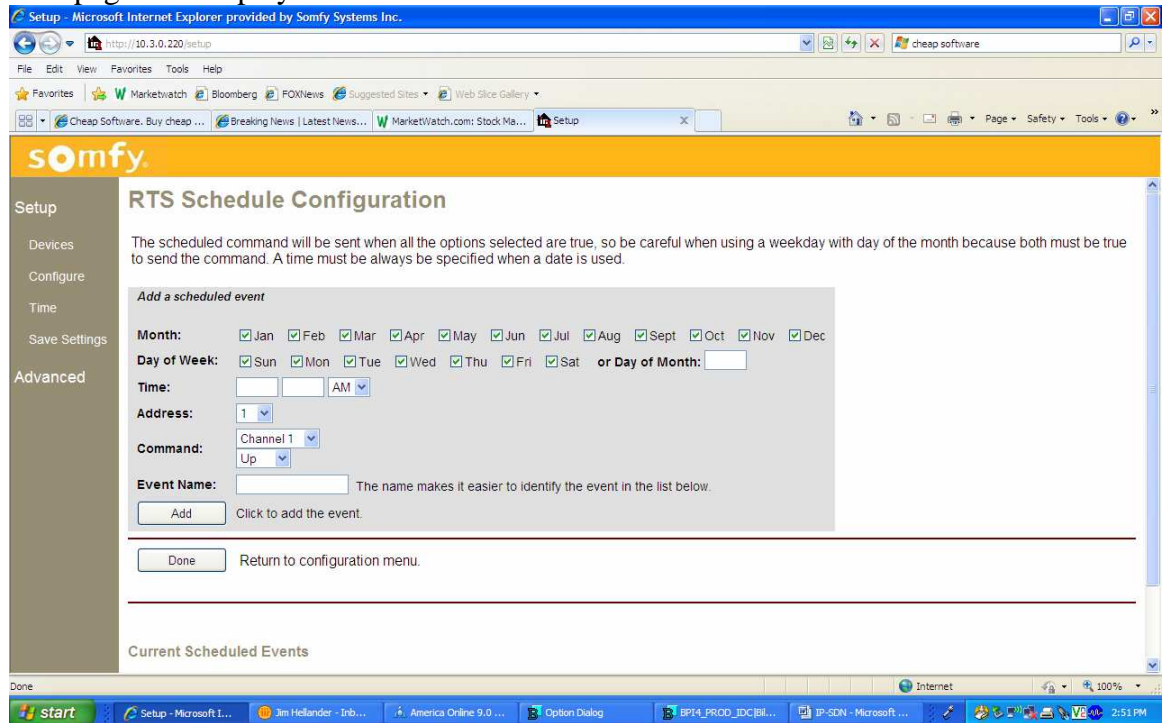 Setup - Microsoft Internet Explorer provided by Somfy Systems Inc.
http://10.3.0.220/setup
cheap software
File Edit View Favorites Tools Help
Favorites Marketwatch Bloomberg FOXNews Suggested Sites Web Slice Gallery
Cheap Software. Buy cheap ... Breaking News | Latest News... MarketWatch.com: Stock Ma... Setup Page Safety Tools
somfy.
Setup
Devices
Configure
Time
Save Settings
Advanced
RTS Schedule Configuration
The scheduled command will be sent when all the options selected are true, so be careful when using a weekday with day of the month because both must be true
to send the command. A time must be always be specified when a date is used.
Add a scheduled event
Month: Jan Feb Mar Apr May Jun Jul Aug Sept Oct Nov Dec
Day of Week: Sun Mon Tue Wed Thu Fri Sat or Day of Month:
Time: AM
Address: 1
Command: Channel 1
Up
Event Name: The name makes it easier to identify the event in the list below.
Add Click to add the event.
Done Return to configuration menu.
Current Scheduled Events
Done Internet 100%
start Setup - Microsoft I... Jim Hellander - Inb... America Online 9.0 ... Option Dialog BPI4_PROD_IDC|Bil... IP-SDN - Microsoft ... 2:51 PM